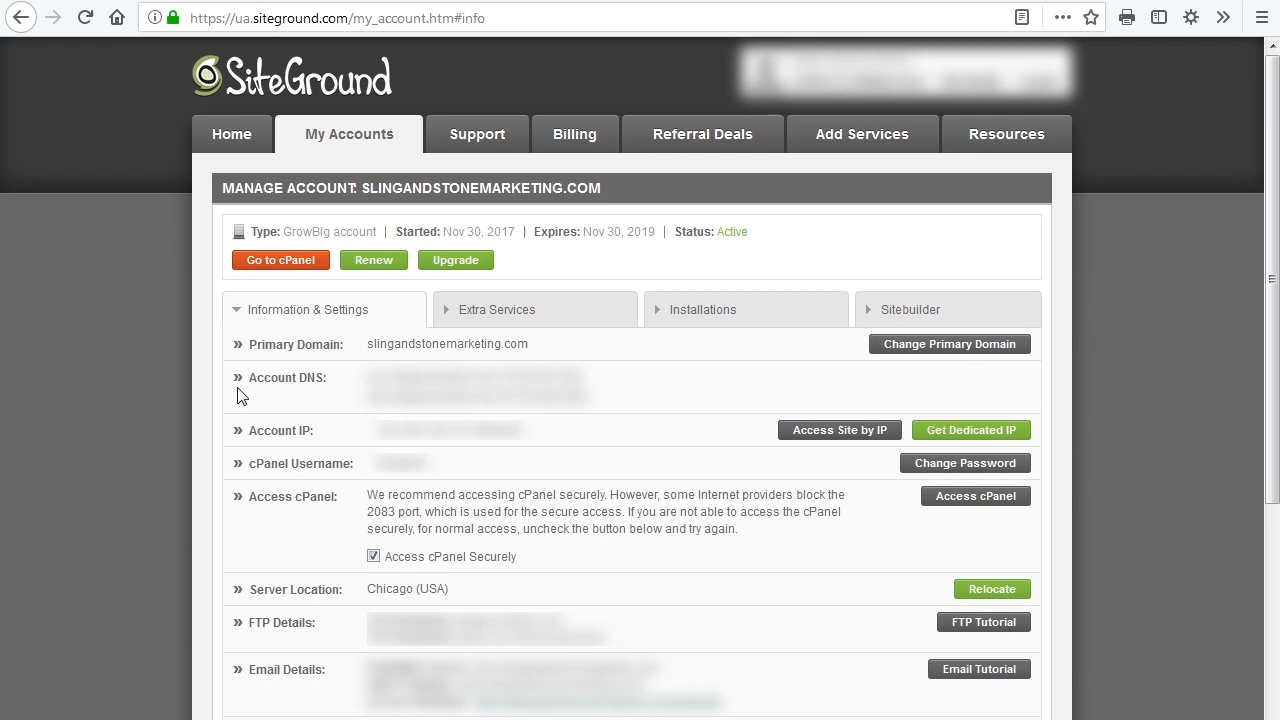 https://ua.siteground.com/my_account.htm#info
SiteGround
Home
My Accounts
Support
Billing
Referral Deals
Add Services
Resources
MANAGE ACCOUNT: SLINGANDSTONEMARKETING.COM
Type: GrowBig account | Started: Nov 30, 2017 | Expires: Nov 30, 2019 | Status: Active
Go to cPanel
Renew
Upgrade
Information & Settings
Extra Services
Installations
Sitebuilder
» Primary Domain: slingandstonemarketing.com
Change Primary Domain
» Account DNS:
» Account IP:
Access Site by IP
Get Dedicated IP
» cPanel Username:
Change Password
» Access cPanel:
We recommend accessing cPanel securely. However, some Internet providers block the
2083 port, which is used for the secure access. If you are not able to access the cPanel
securely, for normal access, uncheck the button below and try again.
Access cPanel
Access cPanel Securely
» Server Location: Chicago (USA)
Relocate
» FTP Details:
FTP Tutorial
» Email Details:
Email Tutorial